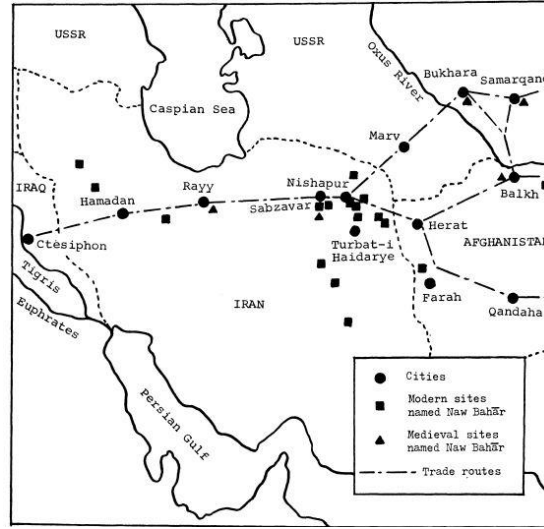 USSR
USSR
Oxus River
Bukhara
Samarqand
Caspian Sea
Marv
IRAQ
Hamadan
Rayy
Nishapur
Balkh
Sabzavar
Herat
Ctesiphon
Turbat-i
Haidarye
AFGHANISTAN
Tigris
Euphrates
IRAN
Farah
Qandaha
Persian Gulf
Cities
Modern sites
named Naw Bahār
Medieval sites
named Naw Bahār
Trade routes